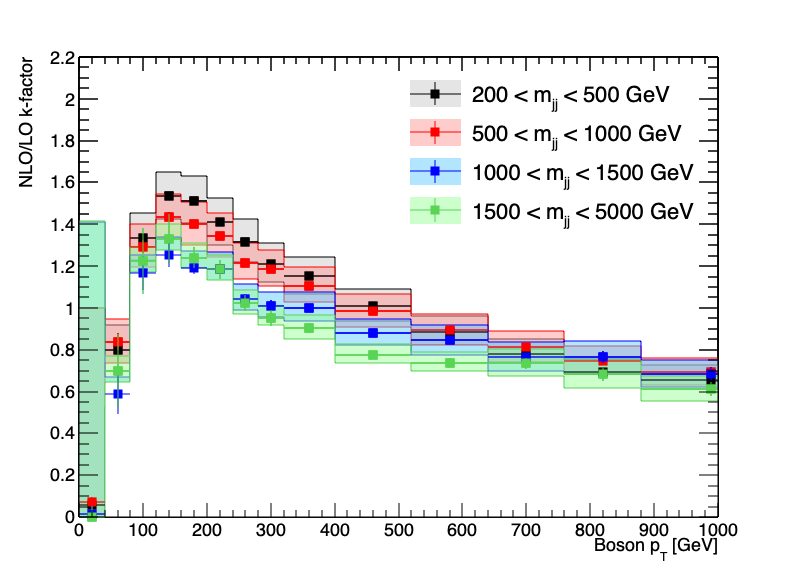 NLO/LO k-factor
2.2
2
1.8
1.6
1.4
1.2
1
0.8
0.6
0.4
0.2
0
200 < m_jj < 500 GeV
500 < m_jj < 1000 GeV
1000 < m_jj < 1500 GeV
1500 < m_jj < 5000 GeV
0 100 200 300 400 500 600 700 800 900 1000
Boson p_T [GeV]